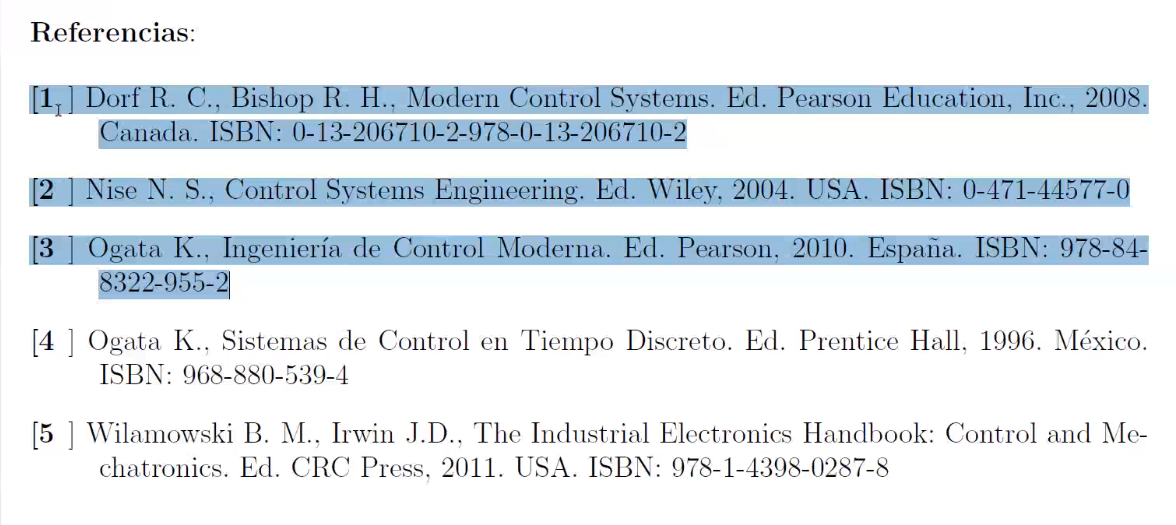 Referencias:
[1 ] Dorf R. C., Bishop R. H., Modern Control Systems. Ed. Pearson Education, Inc., 2008.
Canada. ISBN: 0-13-206710-2-978-0-13-206710-2
[2 ] Nise N. S., Control Systems Engineering. Ed. Wiley, 2004. USA. ISBN: 0-471-44577-0
[3 ] Ogata K., Ingeniería de Control Moderna. Ed. Pearson, 2010. España. ISBN: 978-84-
8322-955-2
[4 ] Ogata K., Sistemas de Control en Tiempo Discreto. Ed. Prentice Hall, 1996. México.
ISBN: 968-880-539-4
[5 ] Wilamowski B. M., Irwin J.D., The Industrial Electronics Handbook: Control and Me-
chatronics. Ed. CRC Press, 2011. USA. ISBN: 978-1-4398-0287-8